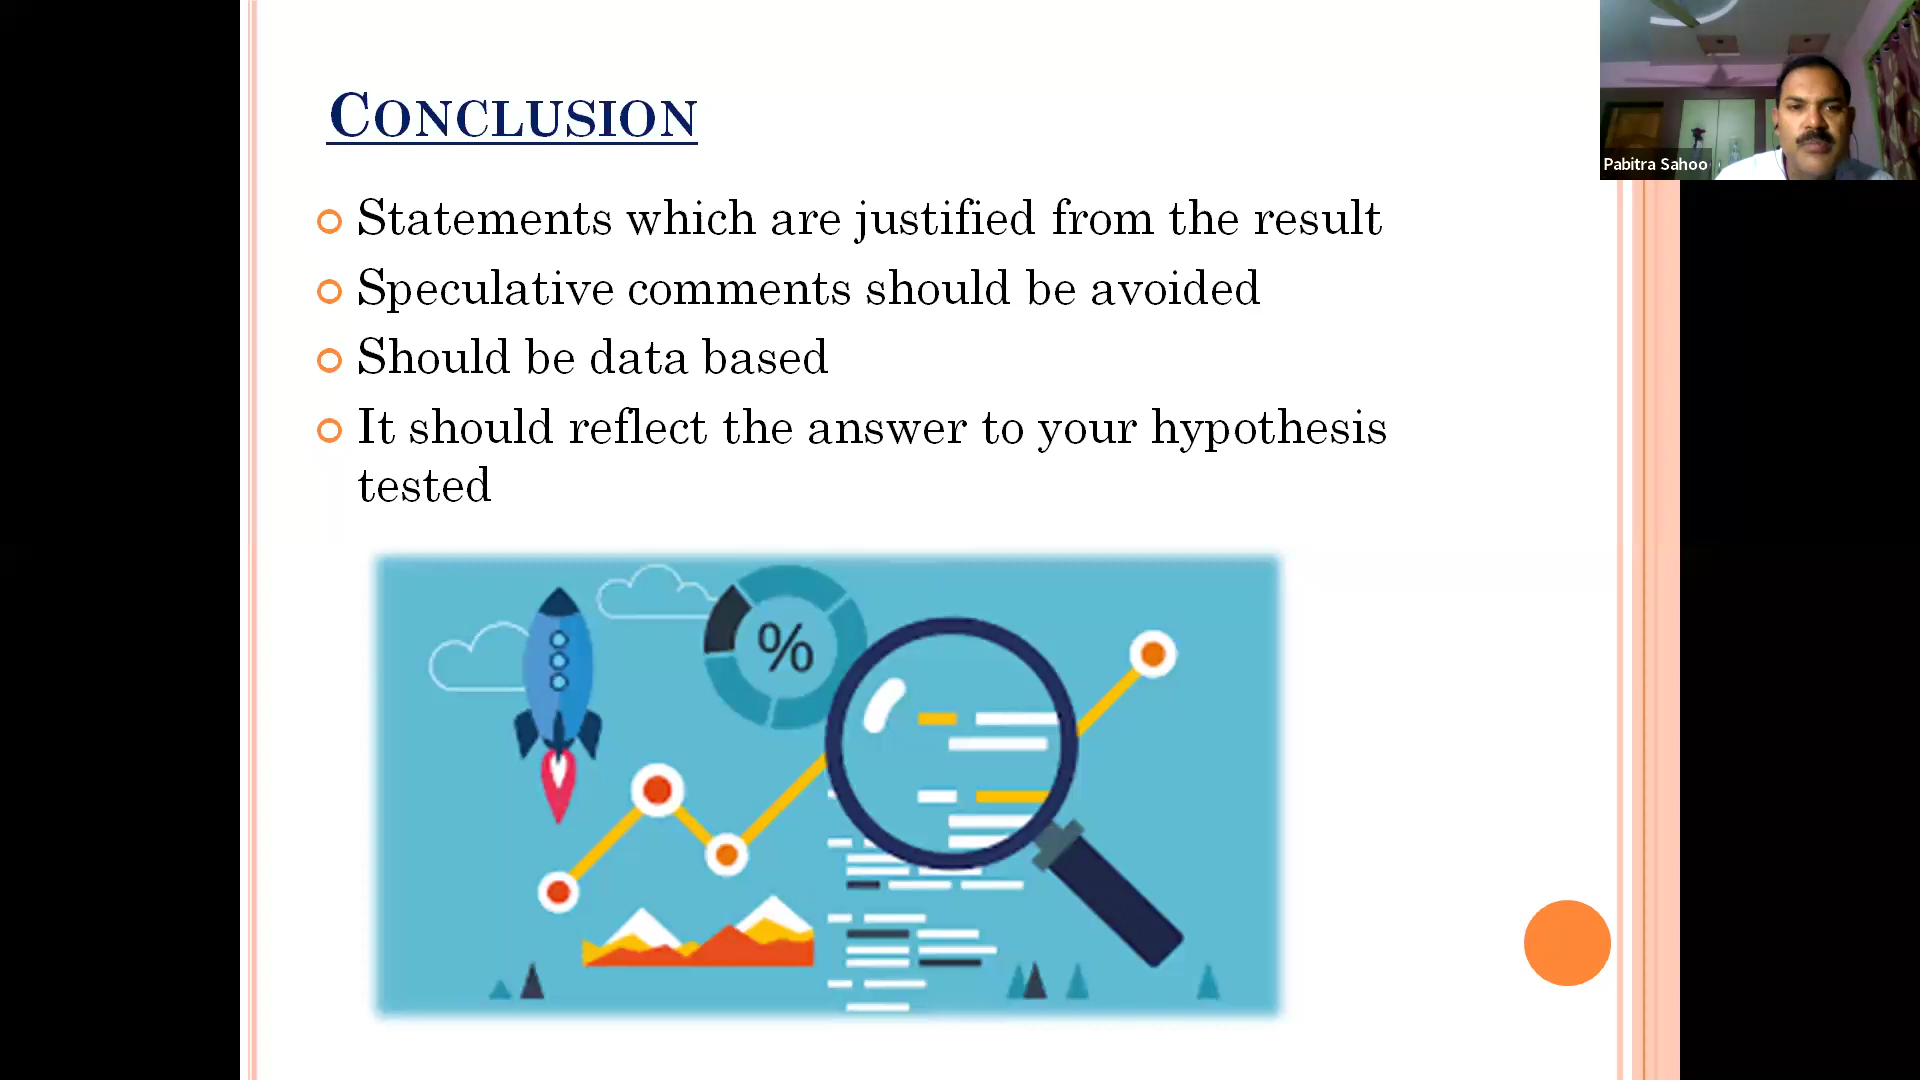 CONCLUSION
Statements which are justified from the result
Speculative comments should be avoided
Should be data based
It should reflect the answer to your hypothesis
tested
%
Pabitra Sahoo